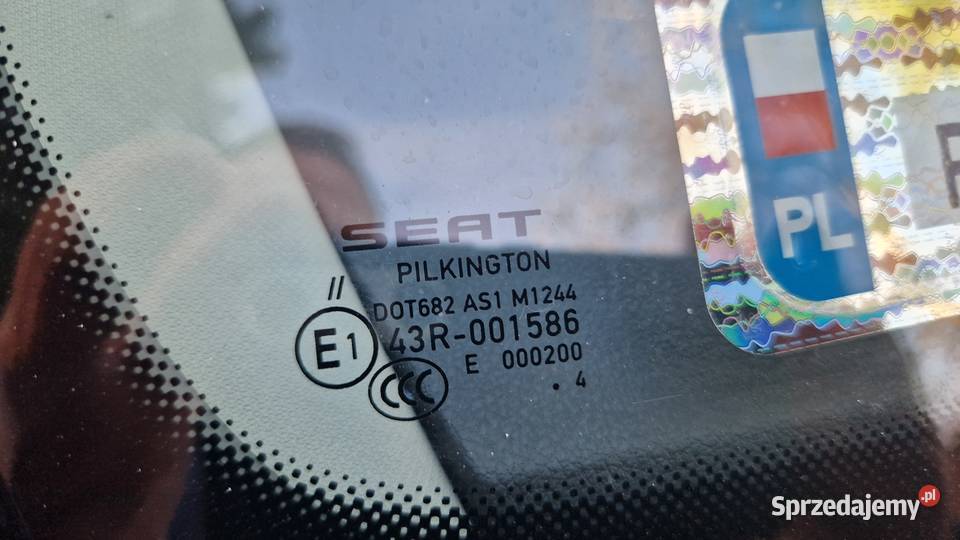 SEAT
PILKINGTON
//
DOT682 AS1 M1244
E1
43R-001586
E 000200
CCC
. 4
PL
Sprzedajemy.pl